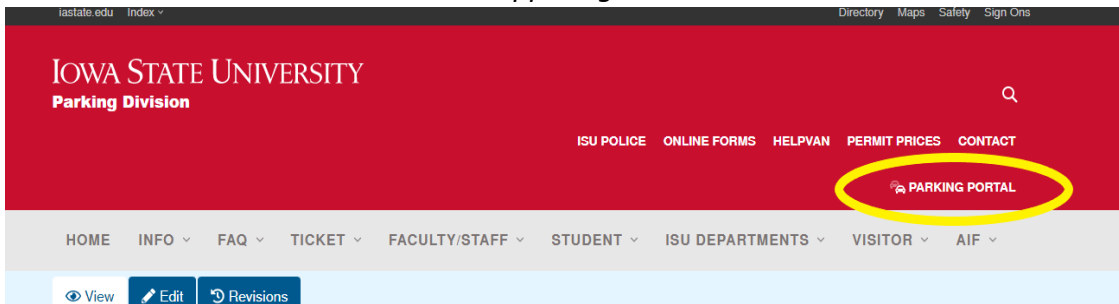 iastate.edu Index Directory Maps Safety Sign Ons
IOWA STATE UNIVERSITY
Parking Division
ISU POLICE ONLINE FORMS HELPVAN PERMIT PRICES CONTACT
PARKING PORTAL
HOME INFO FAQ TICKET FACULTY/STAFF STUDENT ISU DEPARTMENTS VISITOR AIF
View Edit Revisions